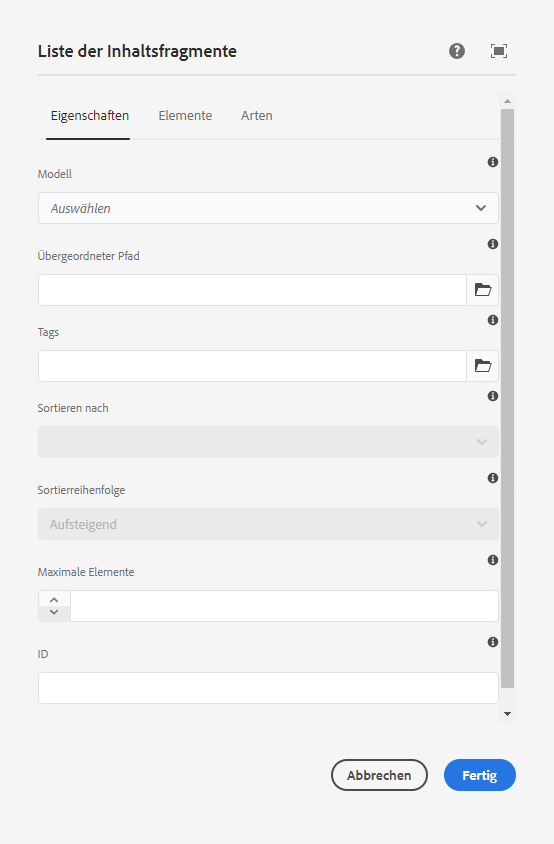 Liste der Inhaltsfragmente
Eigenschaften Elemente Arten
Modell
Auswählen
Übergeordneter Pfad
Tags
Sortieren nach
Sortierreihenfolge
Aufsteigend
Maximale Elemente
ID
Abbrechen Fertig